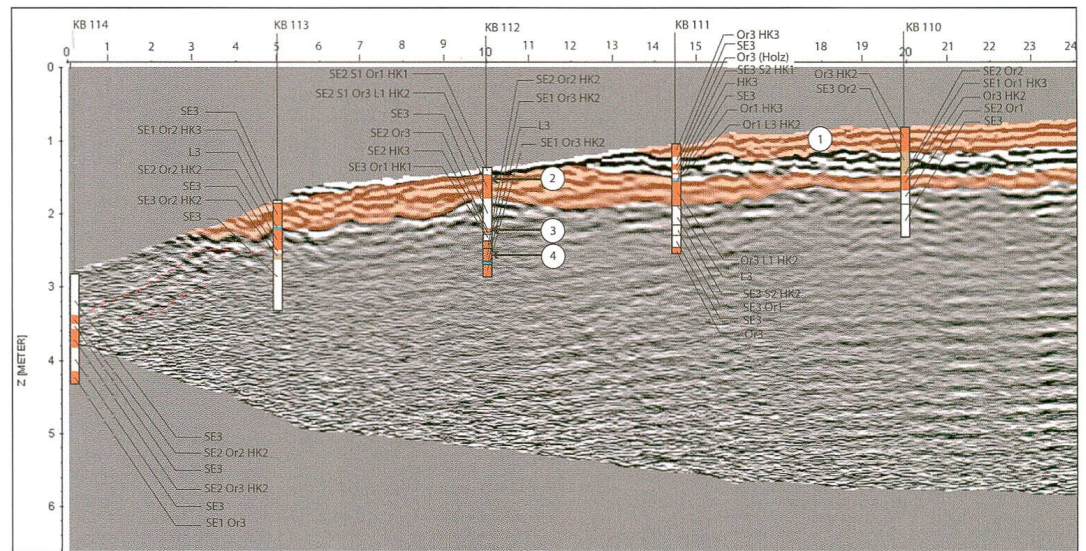 KB 114
KB 113
KB 112
KB 111
KB 110
0 1 2 3 4 5 6 7 8 9 10 11 12 13 14 15 18 19 20 21 22 23 24
0
1
2
3
4
5
6
Z [METER]
SE3
SE1 Or2 HK3
L3
SE2 Or2 HK2
SE3
SE3 Or2 HK2
SE3
SE2 S1 Or1 HK1
SE2 S1 Or3 L1 HK2
SE3
SE2 Or3
SE2 HK3
SE3 Or1 HK1
SE2 Or2 HK2
SE1 Or3 HK2
L3
SE1 Or3 HK2
Or3 HK3
SE3
Or3 (Holz)
SE3 S2 HK1
HK3
SE3
Or1 HK3
Or1 L3 HK2
Or3 HK2
SE3 Or2
SE2 Or2
SE1 Or1 HK3
Or3 HK2
SE2 Or1
SE3
1
2
3
4
Or3 L1 HK2
L3
SE3 S2 HK2
SE3 Or1
SE3
Or3
SE3
SE2 Or2 HK2
SE3
SE2 Or3 HK2
SE3
SE1 Or3